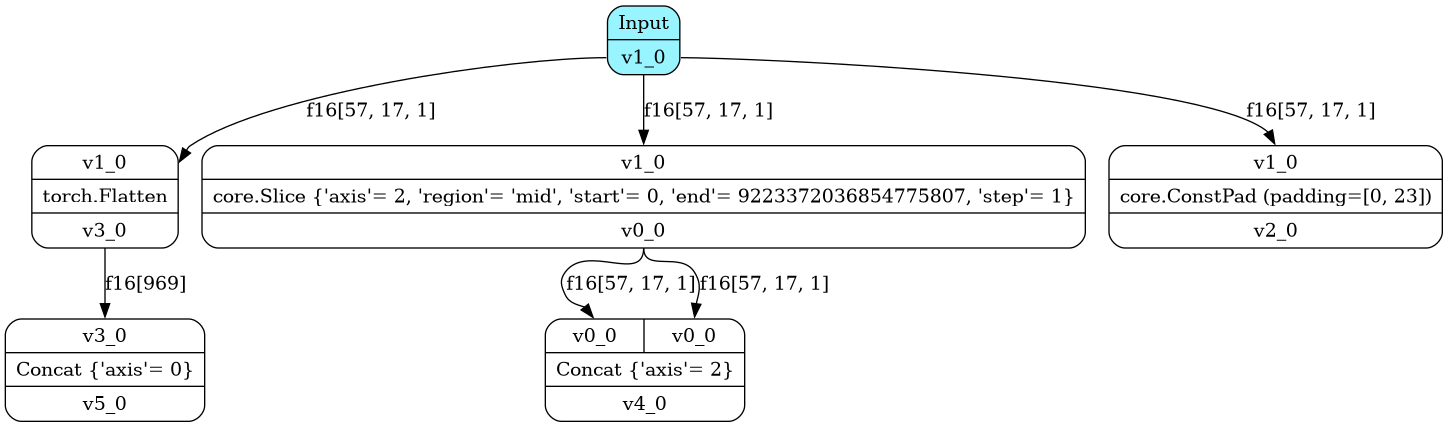 Input
v1_0
f16[57, 17, 1]
f16[57, 17, 1]
f16[57, 17, 1]
v1_0
torch.Flatten
v3_0
v1_0
core.Slice {'axis'= 2, 'region'= 'mid', 'start'= 0, 'end'= 9223372036854775807, 'step'= 1}
v0_0
v1_0
core.ConstPad (padding=[0, 23])
v2_0
f16[969]
f16[57, 17, 1]
f16[57, 17, 1]
v3_0
Concat {'axis'= 0}
v5_0
v0_0
v0_0
Concat {'axis'= 2}
v4_0